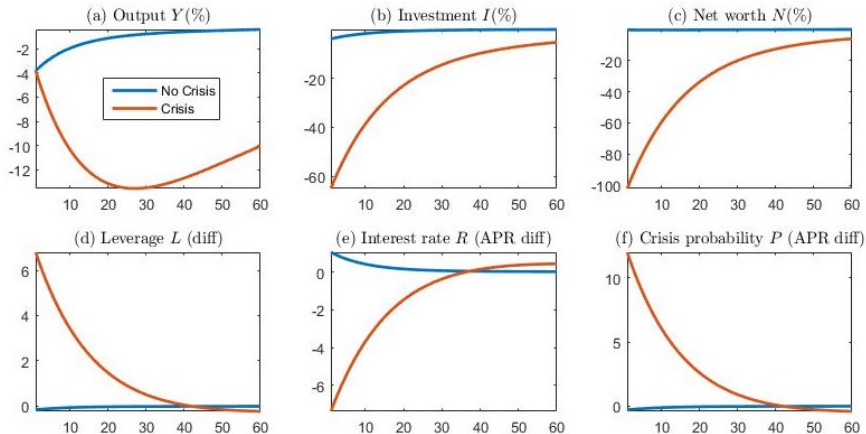 (a) Output Y(%)
-2
-4
-6
-8
-10
-12
No Crisis
Crisis
10 20 30 40 50 60
(b) Investment I(%)
-20
-40
-60
10 20 30 40 50 60
(c) Net worth N(%)
-20
-40
-60
-80
-100
10 20 30 40 50 60
(d) Leverage L (diff)
6
4
2
0
10 20 30 40 50 60
(e) Interest rate R (APR diff)
0
-2
-4
-6
10 20 30 40 50 60
(f) Crisis probability P (APR diff)
10
5
0
10 20 30 40 50 60